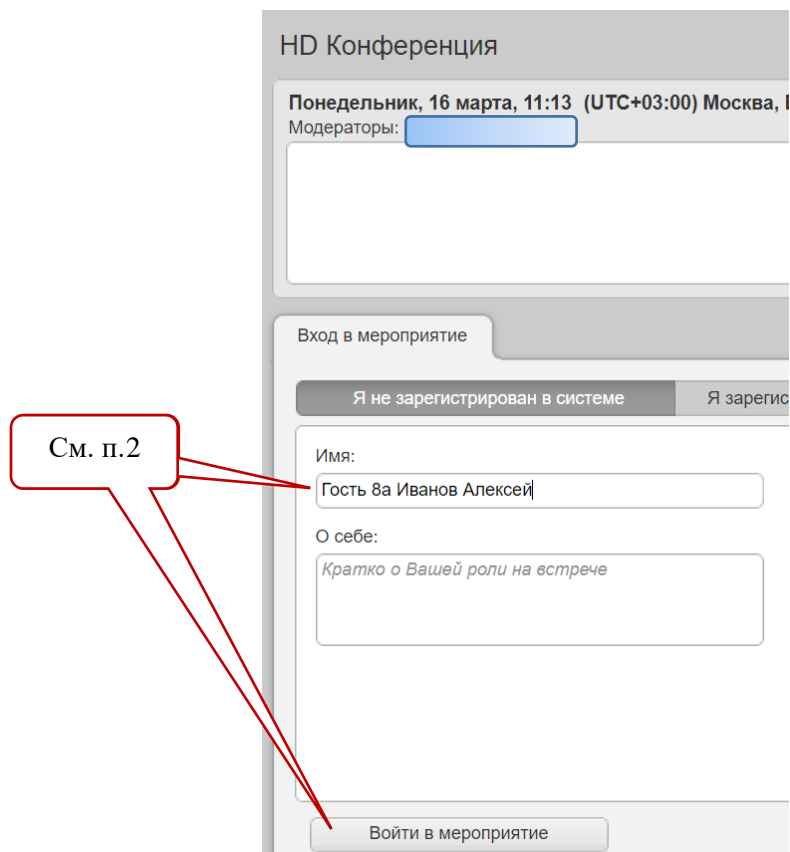 HD Конференция
Понедельник, 16 марта, 11:13 (UTC+03:00) Москва,
Модераторы:
Вход в мероприятие
Я не зарегистрирован в системе
Я зарегис
См. п.2
Имя:
Гость 8а Иванов Алексей
О себе:
Кратко о Вашей роли на встрече
Войти в мероприятие